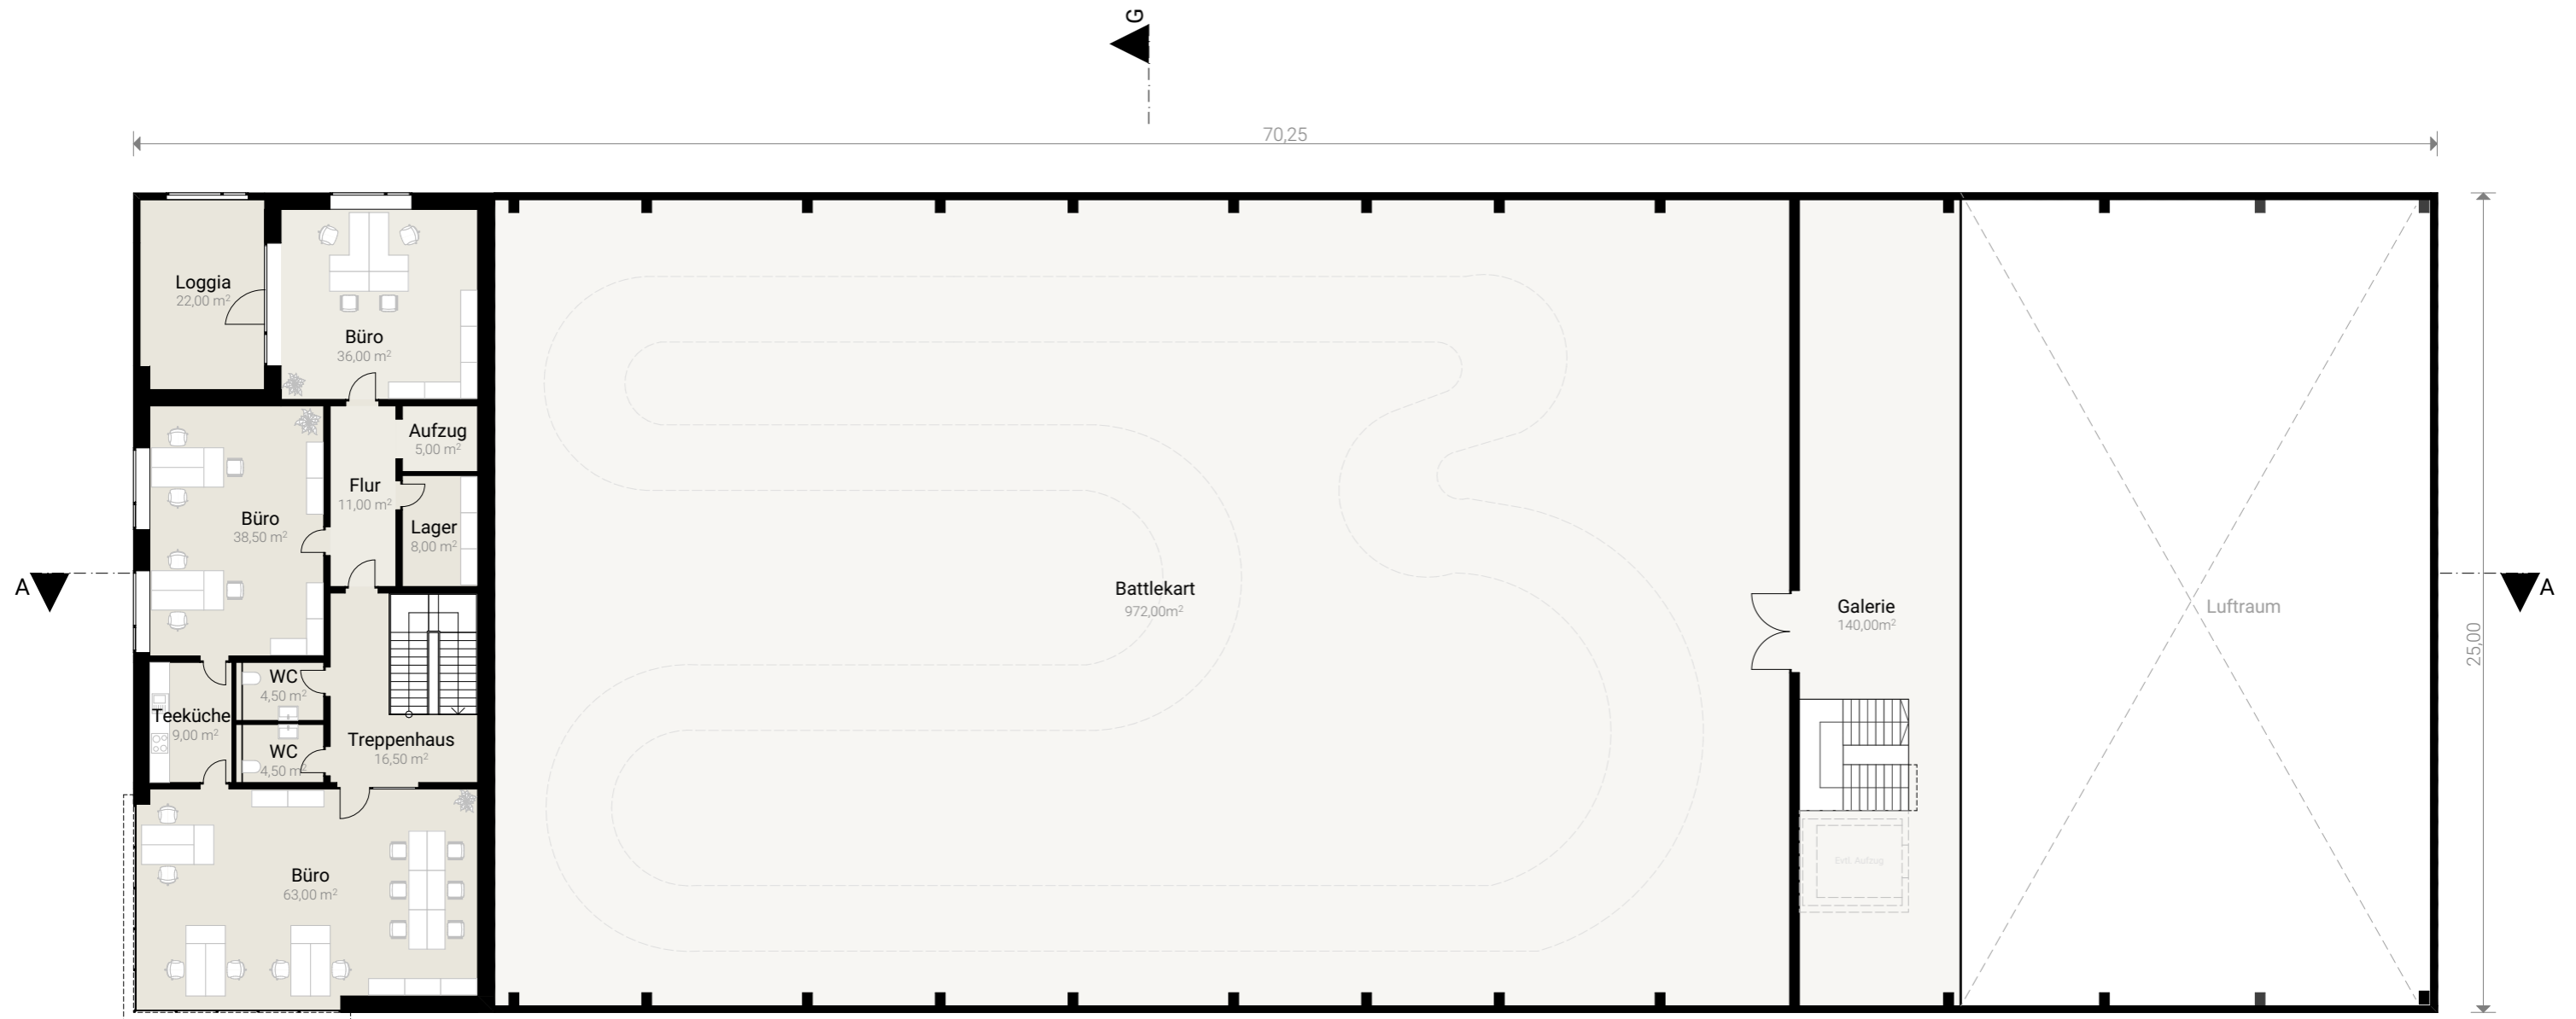 G
70,25
Loggia
22,00 m²
Büro
36,00 m²
Aufzug
5,00 m²
Flur
11,00 m²
Büro
38,50 m²
Lager
8,00 m²
A
Battlekart
972,00m²
Galerie
140,00m²
Luftraum
A
25,00
WC
4,50 m²
Teeküche
9,00 m²
WC
4,50 m²
Treppenhaus
16,50 m²
Evtl. Aufzug
Büro
63,00 m²